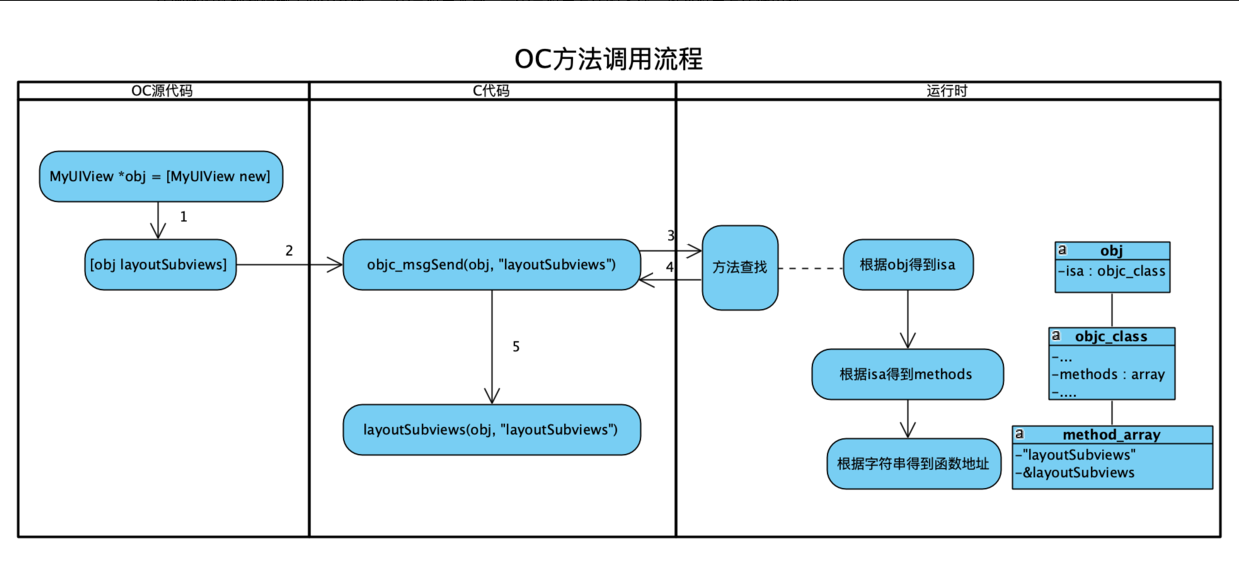 OC方法调用流程
OC源代码
C代码
运行时
MyUIView *obj = [MyUIView new]
1
[obj layoutSubviews]
2
objc_msgSend(obj, "layoutSubviews")
3
4
5
layoutSubviews(obj, "layoutSubviews")
方法查找
根据obj得到isa
根据isa得到methods
根据字符串得到函数地址
a
obj
-isa : objc_class
a
objc_class
-...
-methods : array
-....
a
method_array
-"layoutSubviews"
-&layoutSubviews